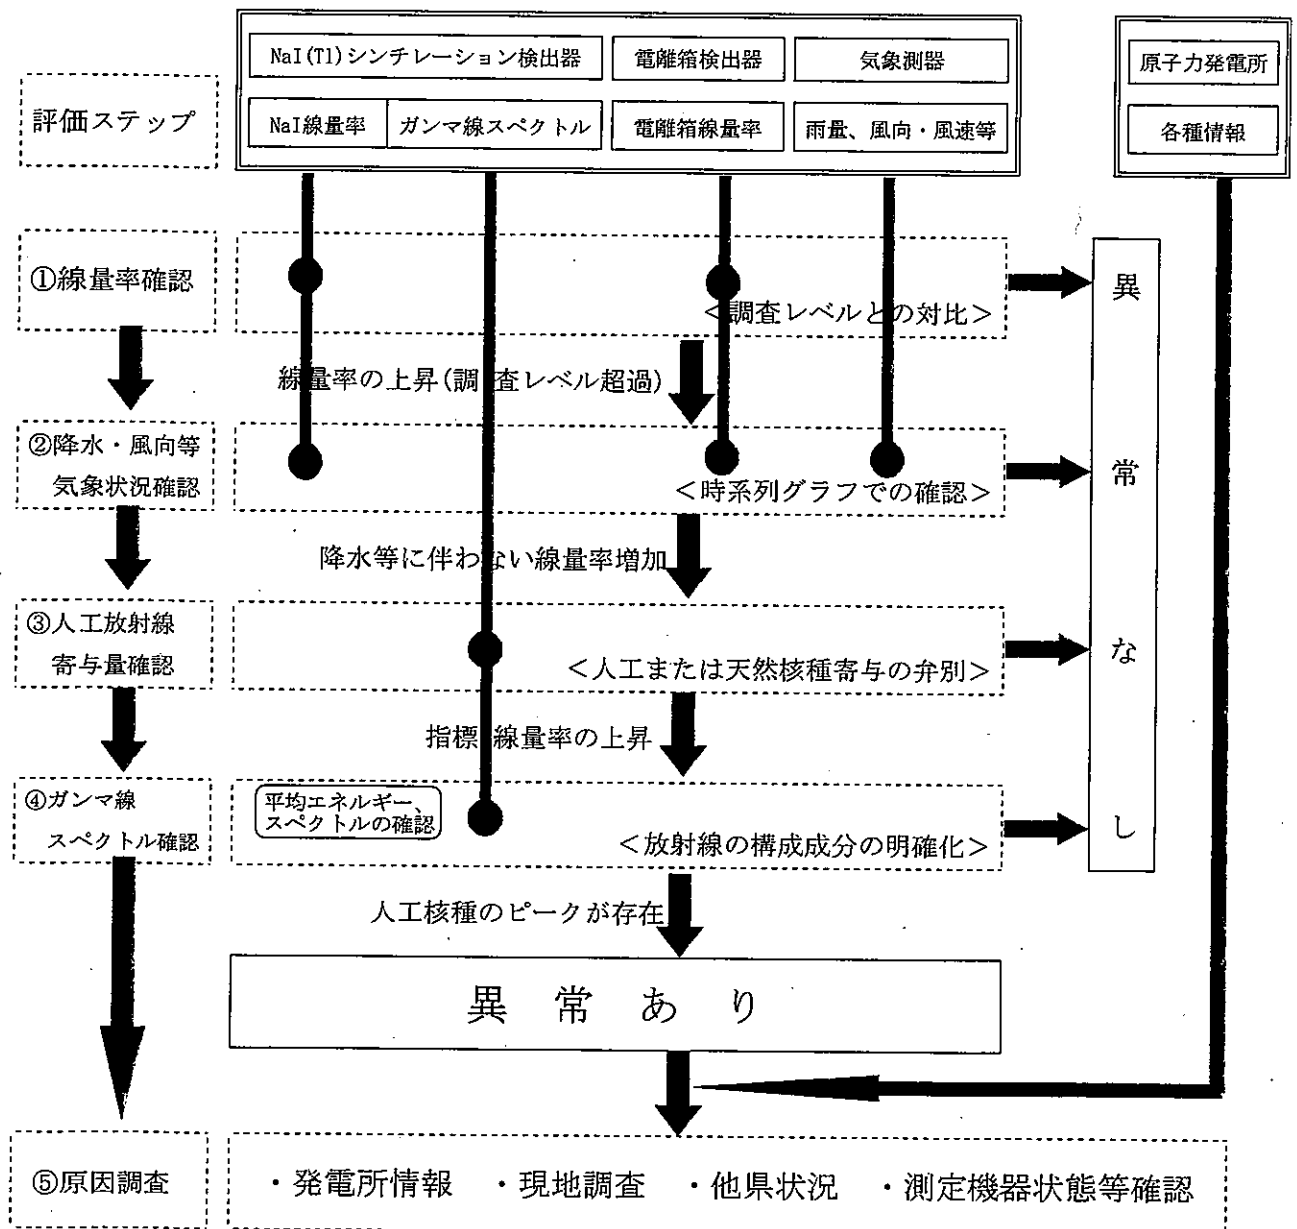 NaI(Tl)シンチレーション検出器
電離箱検出器
気象測器
原子力発電所
評価ステップ
NaI線量率
ガンマ線スペクトル
電離箱線量率
雨量、風向・風速等
各種情報
①線量率確認
<調査レベルとの対比>
線量率の上昇(調査レベル超過)
②降水・風向等
気象状況確認
<時系列グラフでの確認>
降水等に伴わない線量率増加
③人工放射線
寄与量確認
<人工または天然核種寄与の弁別>
指標線量率の上昇
④ガンマ線
スペクトル確認
平均エネルギー、
スペクトルの確認
<放射線の構成成分の明確化>
異常なし
人工核種のピークが存在
異常あり
⑤原因調査
・発電所情報 ・現地調査 ・他県状況 ・測定機器状態等確認